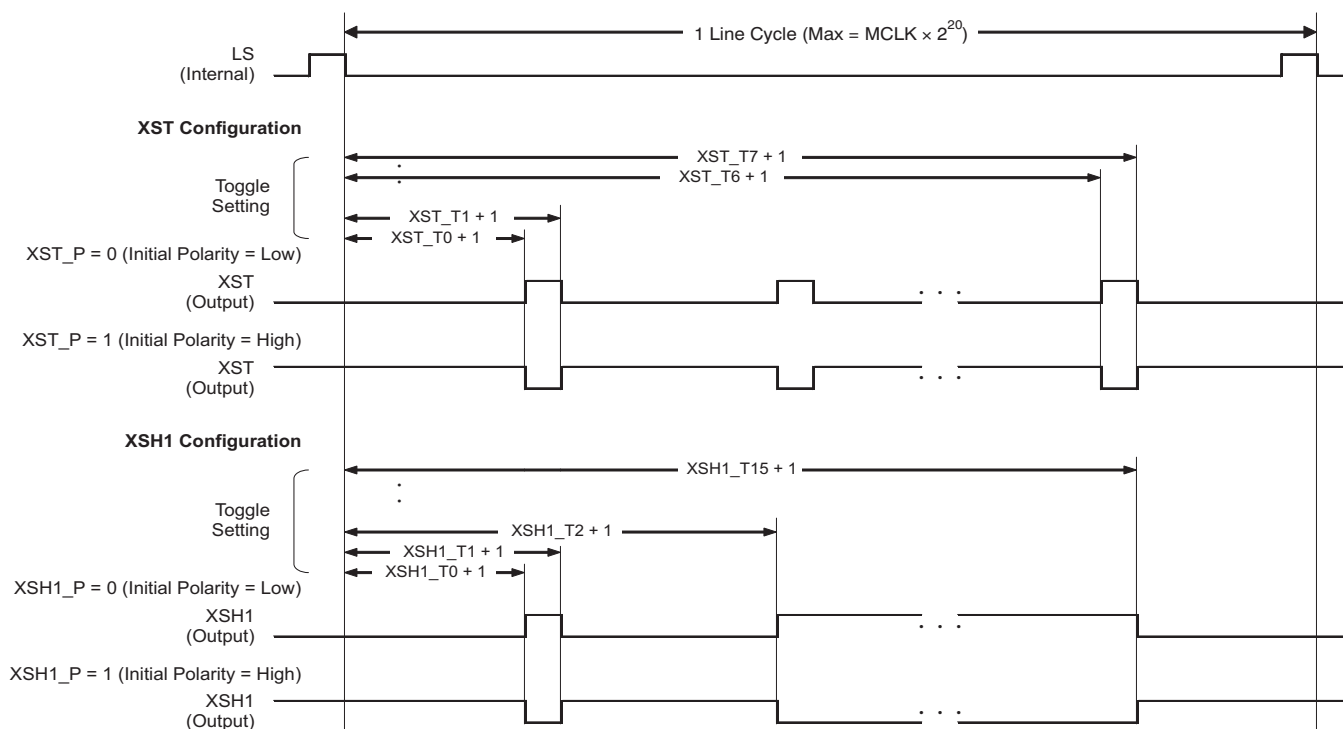 1 Line Cycle (Max = MCLK × 2^20)
LS
(Internal)
XST Configuration
XST_T7 + 1
:
XST_T6 + 1
Toggle
Setting
XST_T1 + 1
XST_T0 + 1
XST_P = 0 (Initial Polarity = Low)
XST
(Output)
. . .
. . .
XST_P = 1 (Initial Polarity = High)
XST
(Output)
. . .
. . .
XSH1 Configuration
XSH1_T15 + 1
:
Toggle
Setting
XSH1_T2 + 1
XSH1_T1 + 1
XSH1_T0 + 1
XSH1_P = 0 (Initial Polarity = Low)
XSH1
(Output)
. . .
. . .
XSH1_P = 1 (Initial Polarity = High)
XSH1
(Output)
. . .
. . .